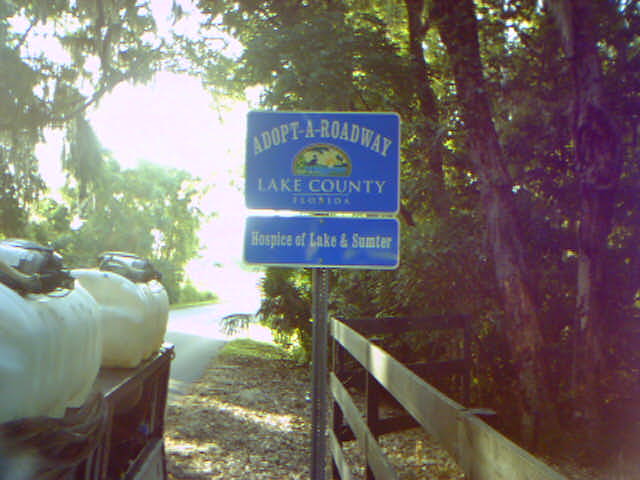 ADOPT-A-ROADWAY
LAKE COUNTY
FLORIDA
Hospice of Lake & Sumter